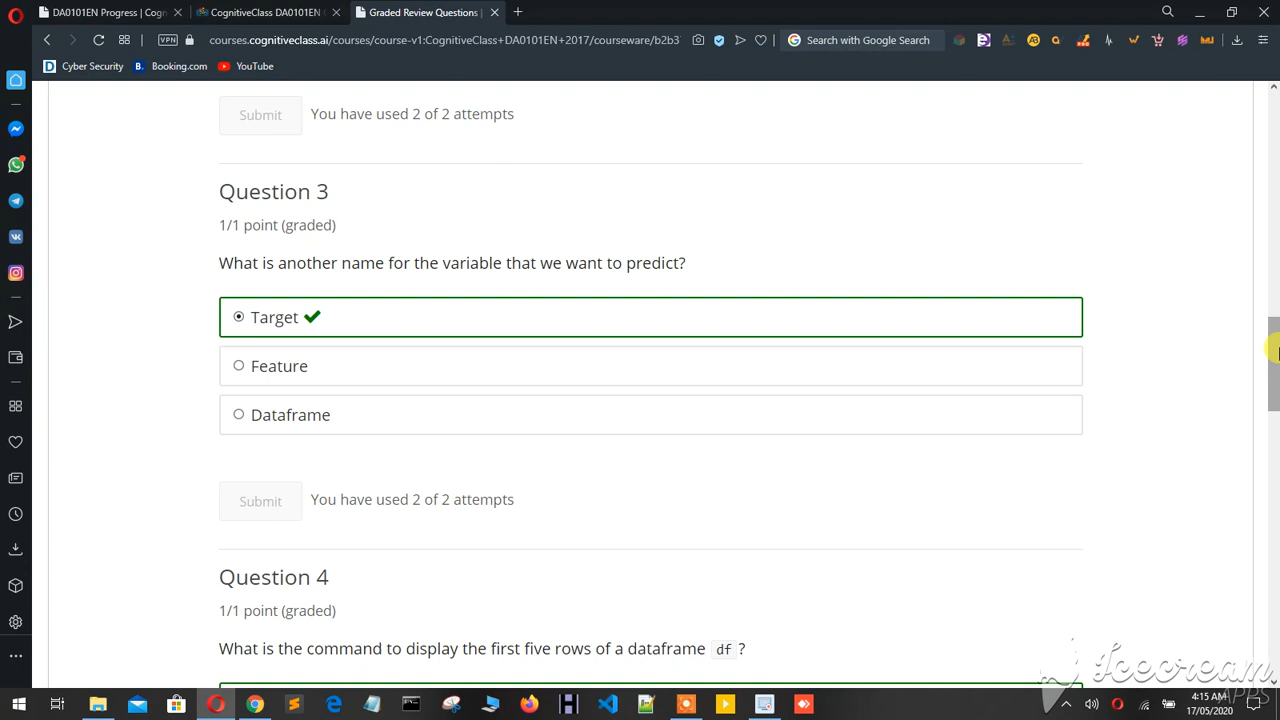 DA0101EN Progress | Cogn
CognitiveClass DA0101EN
Graded Review Questions |
VPN
courses.cognitiveclass.ai/courses/course-v1:CognitiveClass+DA0101EN+2017/courseware/b2b3
Search with Google Search
Cyber Security
Booking.com
YouTube
Submit
You have used 2 of 2 attempts
Question 3
1/1 point (graded)
What is another name for the variable that we want to predict?
Target
Feature
Dataframe
Submit
You have used 2 of 2 attempts
Question 4
1/1 point (graded)
What is the command to display the first five rows of a dataframe df ?
Icecream
APPS
4:15 AM
17/05/2020